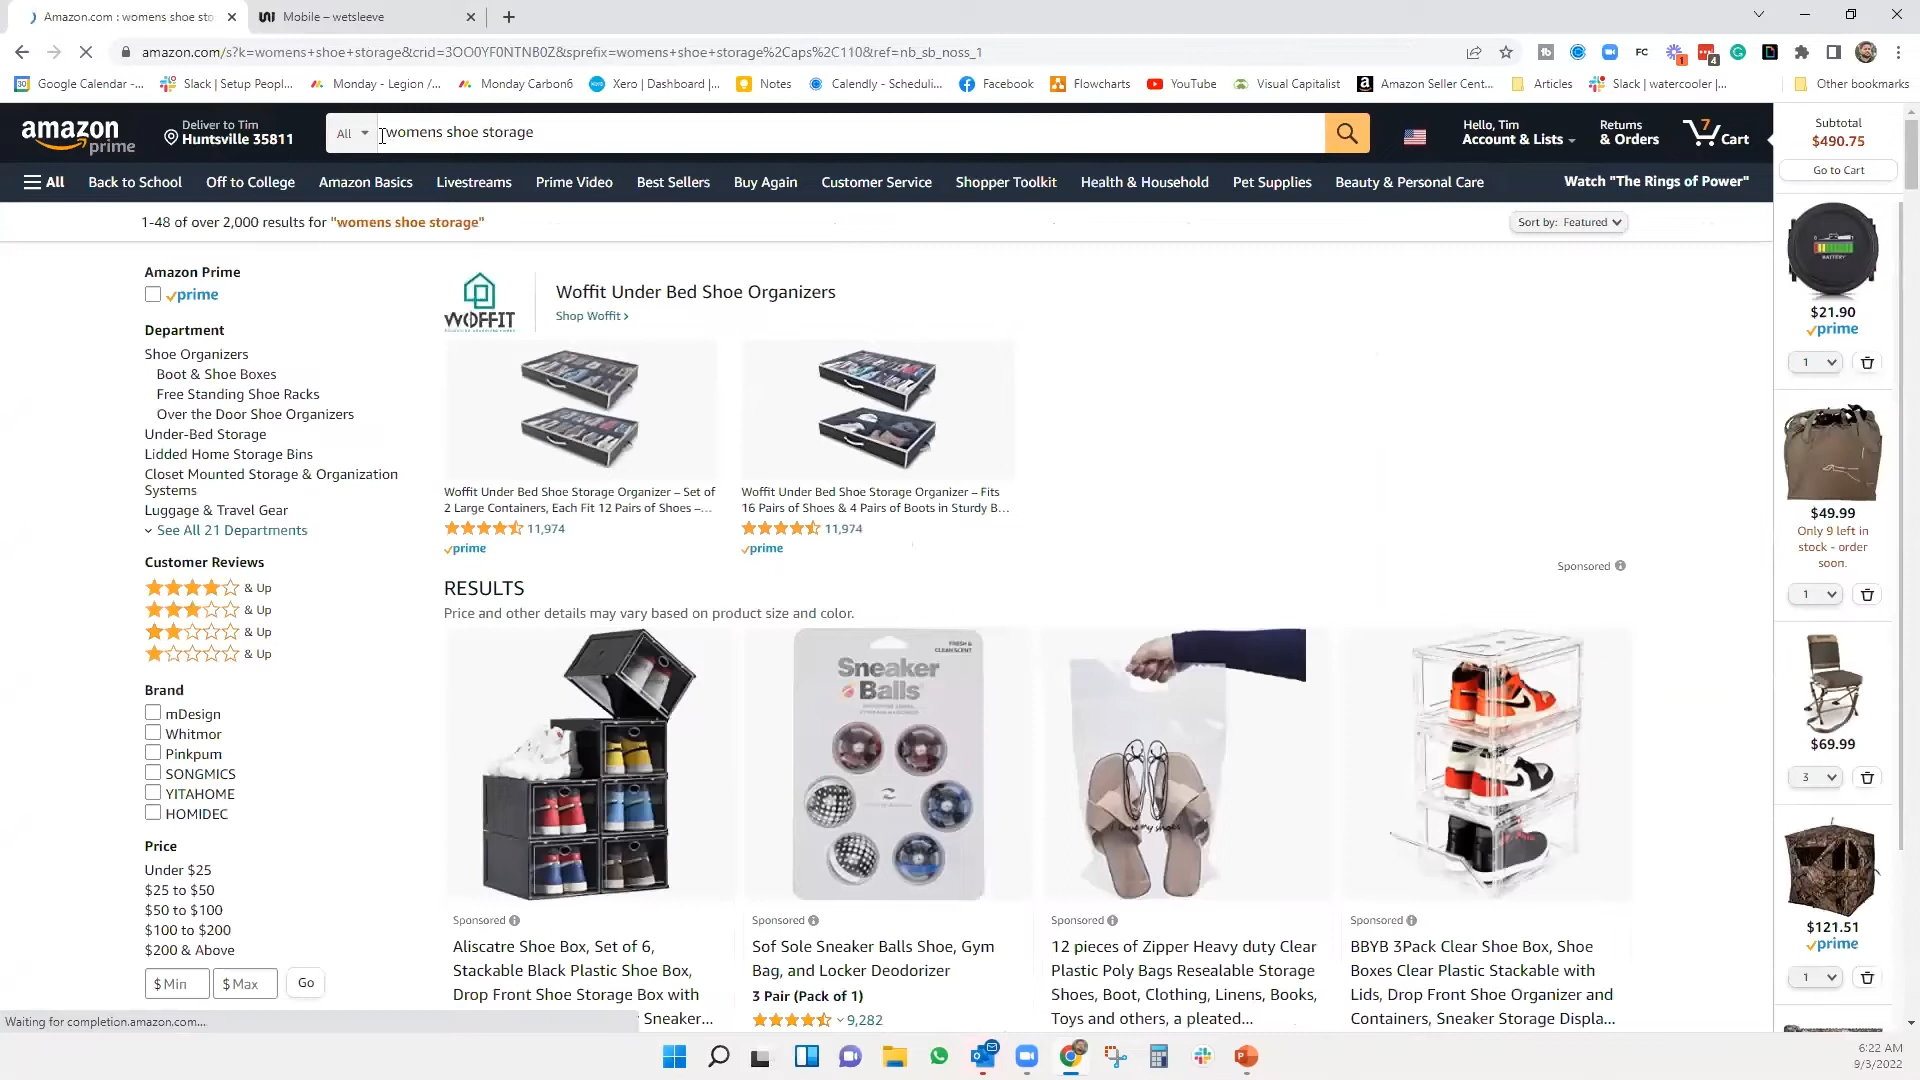 Amazon.com : womens shoe sto
Mobile – wetsleeve
amazon.com/s?k=womens+shoe+storage&crid=3OO0YF0NTNB0Z&sprefix=womens+shoe+storage%2Caps%2C110&ref=nb_sb_noss_1
Google Calendar -... Slack | Setup Peopl... Monday - Legion /... Monday Carbon6 Xero | Dashboard |... Notes Calendly - Scheduli... Facebook Flowcharts YouTube Visual Capitalist Amazon Seller Cent... Articles Slack | watercooler |... Other bookmarks
amazon prime
Deliver to Tim
Huntsville 35811
All
womens shoe storage
Hello, Tim
Account & Lists
Returns
& Orders
7
Cart
All Back to School Off to College Amazon Basics Livestreams Prime Video Best Sellers Buy Again Customer Service Shopper Toolkit Health & Household Pet Supplies Beauty & Personal Care Watch "The Rings of Power"
1-48 of over 2,000 results for "womens shoe storage"
Sort by: Featured
Amazon Prime
prime
Department
Shoe Organizers
Boot & Shoe Boxes
Free Standing Shoe Racks
Over the Door Shoe Organizers
Under-Bed Storage
Lidded Home Storage Bins
Closet Mounted Storage & Organization
Systems
Luggage & Travel Gear
See All 21 Departments
Customer Reviews
& Up
& Up
& Up
& Up
Brand
mDesign
Whitmor
Pinkpum
SONGMICS
YITAHOME
HOMIDEC
Price
Under $25
$25 to $50
$50 to $100
$100 to $200
$200 & Above
$ Min
$ Max
Go
WOFFIT
Woffit Under Bed Shoe Organizers
Shop Woffit ›
Woffit Under Bed Shoe Storage Organizer – Set of
2 Large Containers, Each Fit 12 Pairs of Shoes –...
11,974
prime
Woffit Under Bed Shoe Storage Organizer – Fits
16 Pairs of Shoes & 4 Pairs of Boots in Sturdy B...
11,974
prime
Sponsored
RESULTS
Price and other details may vary based on product size and color.
FRESH &
CLEAN SCENT
Sneaker
Balls
I love my shoes
Sponsored
Aliscatre Shoe Box, Set of 6,
Stackable Black Plastic Shoe Box,
Drop Front Shoe Storage Box with
Sneaker...
Sponsored
Sof Sole Sneaker Balls Shoe, Gym
Bag, and Locker Deodorizer
3 Pair (Pack of 1)
9,282
Sponsored
12 pieces of Zipper Heavy duty Clear
Plastic Poly Bags Resealable Storage
Shoes, Boot, Clothing, Linens, Books,
Toys and others, a pleated...
Sponsored
BBYB 3Pack Clear Shoe Box, Shoe
Boxes Clear Plastic Stackable with
Lids, Drop Front Shoe Organizer and
Containers, Sneaker Storage Displa...
Subtotal
$490.75
Go to Cart
BATTERY
$21.90
prime
1
$49.99
Only 9 left in
stock - order
soon.
1
$69.99
3
$121.51
prime
1
Waiting for completion.amazon.com...
6:22 AM
9/3/2022